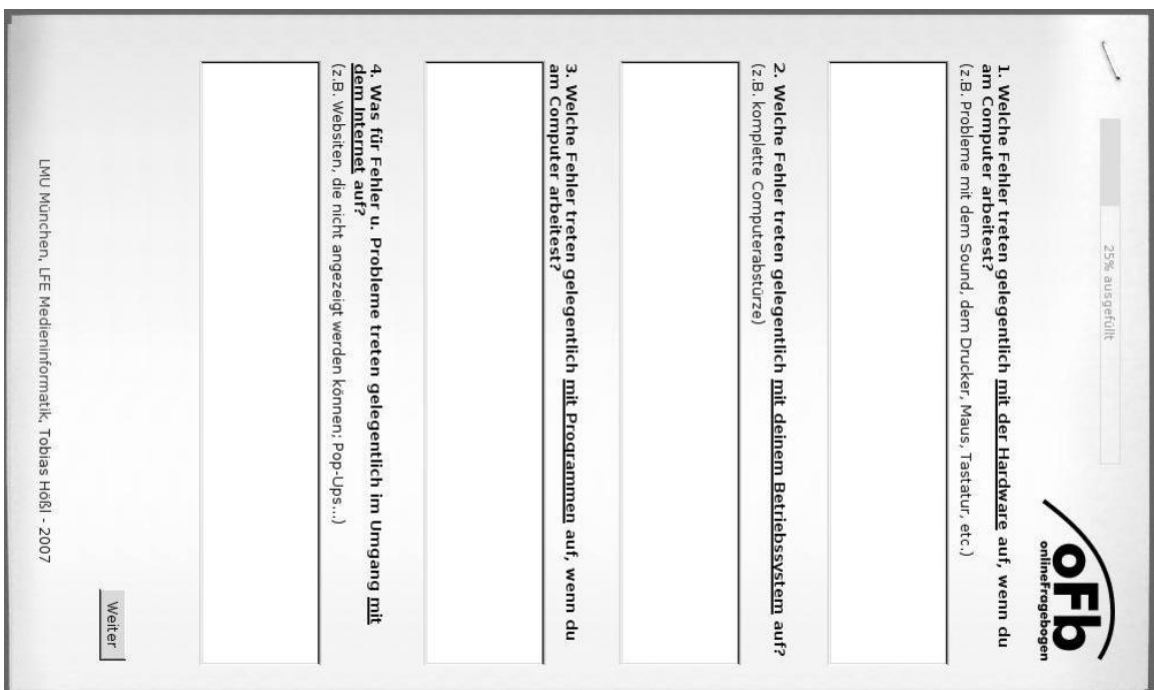 25% ausgefüllt
oFb
onlineFragebogen
1. Welche Fehler treten gelegentlich mit der Hardware auf, wenn du
am Computer arbeitest?
(z.B. Probleme mit dem Sound, dem Drucker, Maus, Tastatur, etc.)
2. Welche Fehler treten gelegentlich mit deinem Betriebssystem auf?
(z.B. komplette Computerabstürze)
3. Welche Fehler treten gelegentlich mit Programmen auf, wenn du
am Computer arbeitest?
4. Was für Fehler u. Probleme treten gelegentlich im Umgang mit
dem Internet auf?
(z.B. Websiten, die nicht angezeigt werden können; Pop-Ups...)
Weiter
LMU München, LFE Medieninformatik, Tobias Hößl - 2007